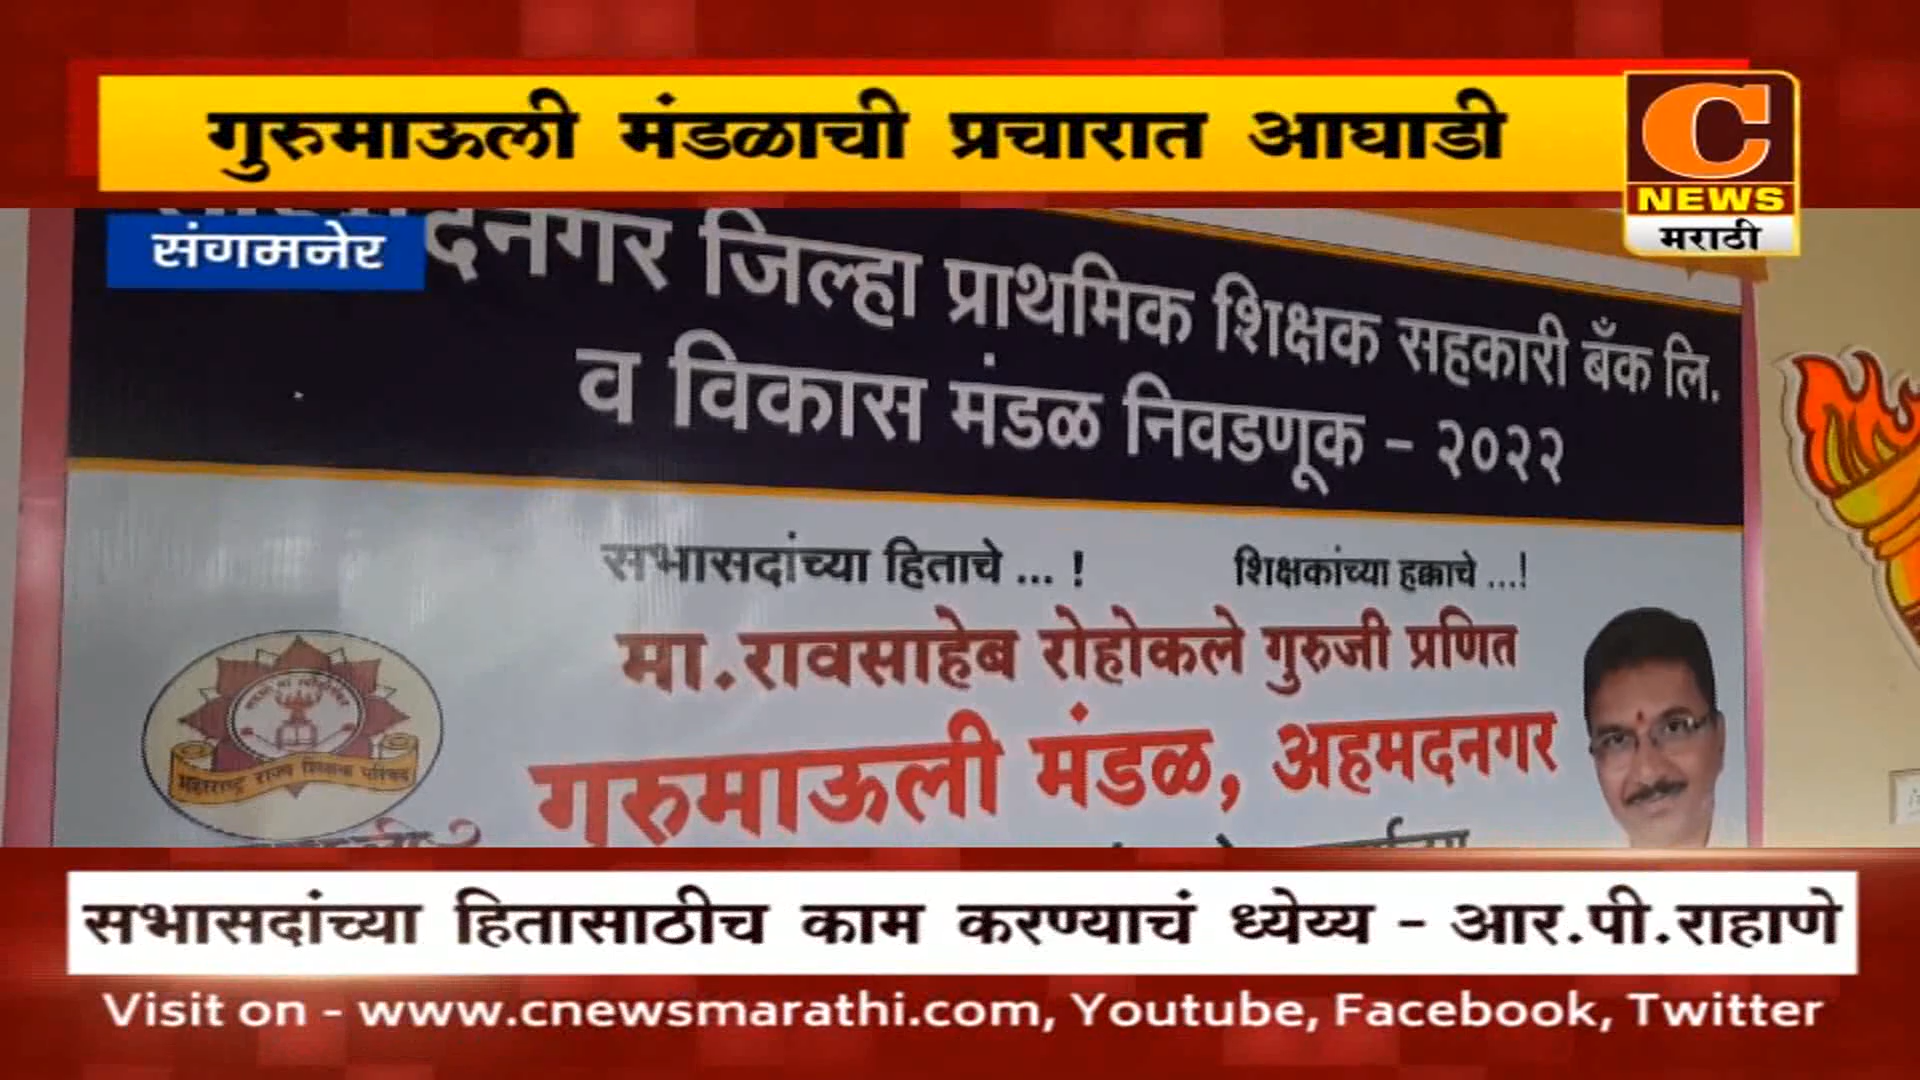 गुरुमाऊली मंडळाची प्रचारात आघाडी
C
NEWS
मराठी
संगमनेर
जिल्हा प्राथमिक शिक्षक सहकारी बँक लि.
व विकास मंडळ निवडणूक - २०२२
सभासदांच्या हिताचे ... !
शिक्षकांच्या हक्काचे ...!
मा.रावसाहेब रोहोकले गुरुजी प्रणित
गुरुमाऊली मंडळ, अहमदनगर
महाराष्ट्र राज्य शिक्षक परिषद
सभासदांच्या हितासाठीच काम करण्याचं ध्येय्य - आर.पी.राहाणे
Visit on - www.cnewsmarathi.com, Youtube, Facebook, Twitter